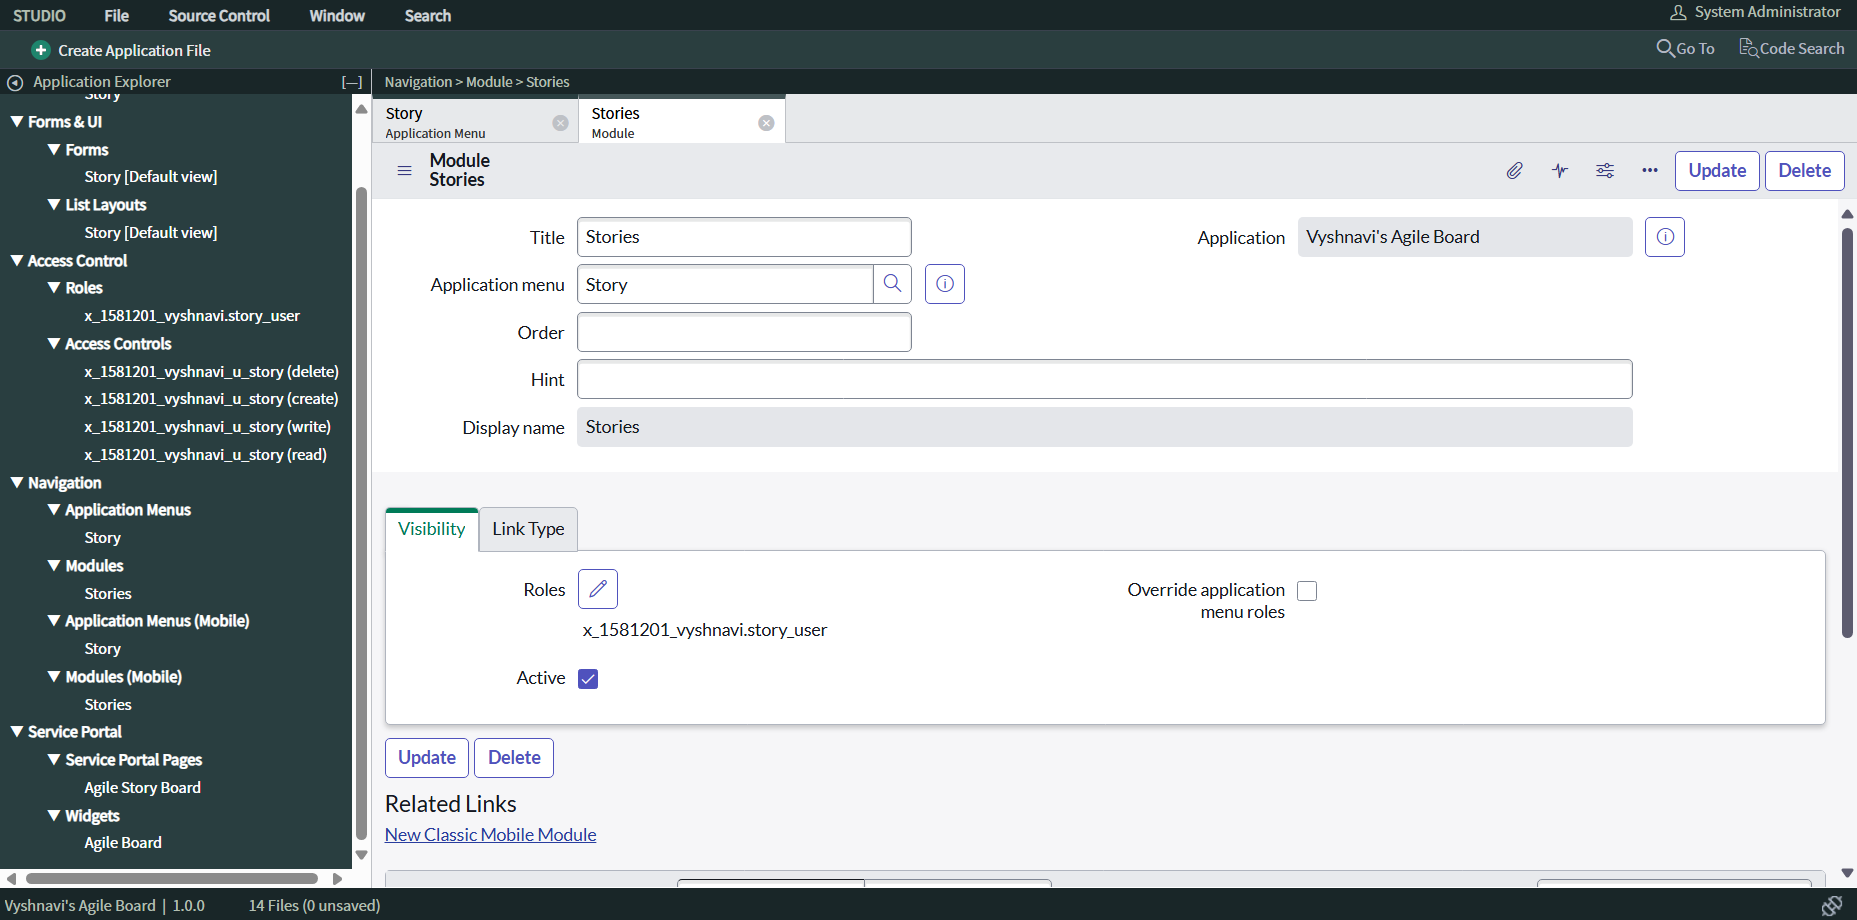 STUDIO File Source Control Window Search System Administrator
Create Application File Go To Code Search
Application Explorer [—] Navigation > Module > Stories
Story
Forms & UI
Forms
Story [Default view]
List Layouts
Story [Default view]
Access Control
Roles
x_1581201_vyshnavi.story_user
Access Controls
x_1581201_vyshnavi_u_story (delete)
x_1581201_vyshnavi_u_story (create)
x_1581201_vyshnavi_u_story (write)
x_1581201_vyshnavi_u_story (read)
Navigation
Application Menus
Story
Modules
Stories
Application Menus (Mobile)
Story
Modules (Mobile)
Stories
Service Portal
Service Portal Pages
Agile Story Board
Widgets
Agile Board
Story
Application Menu
Stories
Module
Module
Stories
Update Delete
Title Stories
Application Vyshnavi's Agile Board
Application menu Story
Order
Hint
Display name Stories
Visibility Link Type
Roles
x_1581201_vyshnavi.story_user
Override application
menu roles
Active
Update Delete
Related Links
New Classic Mobile Module
Vyshnavi's Agile Board | 1.0.0 14 Files (0 unsaved)